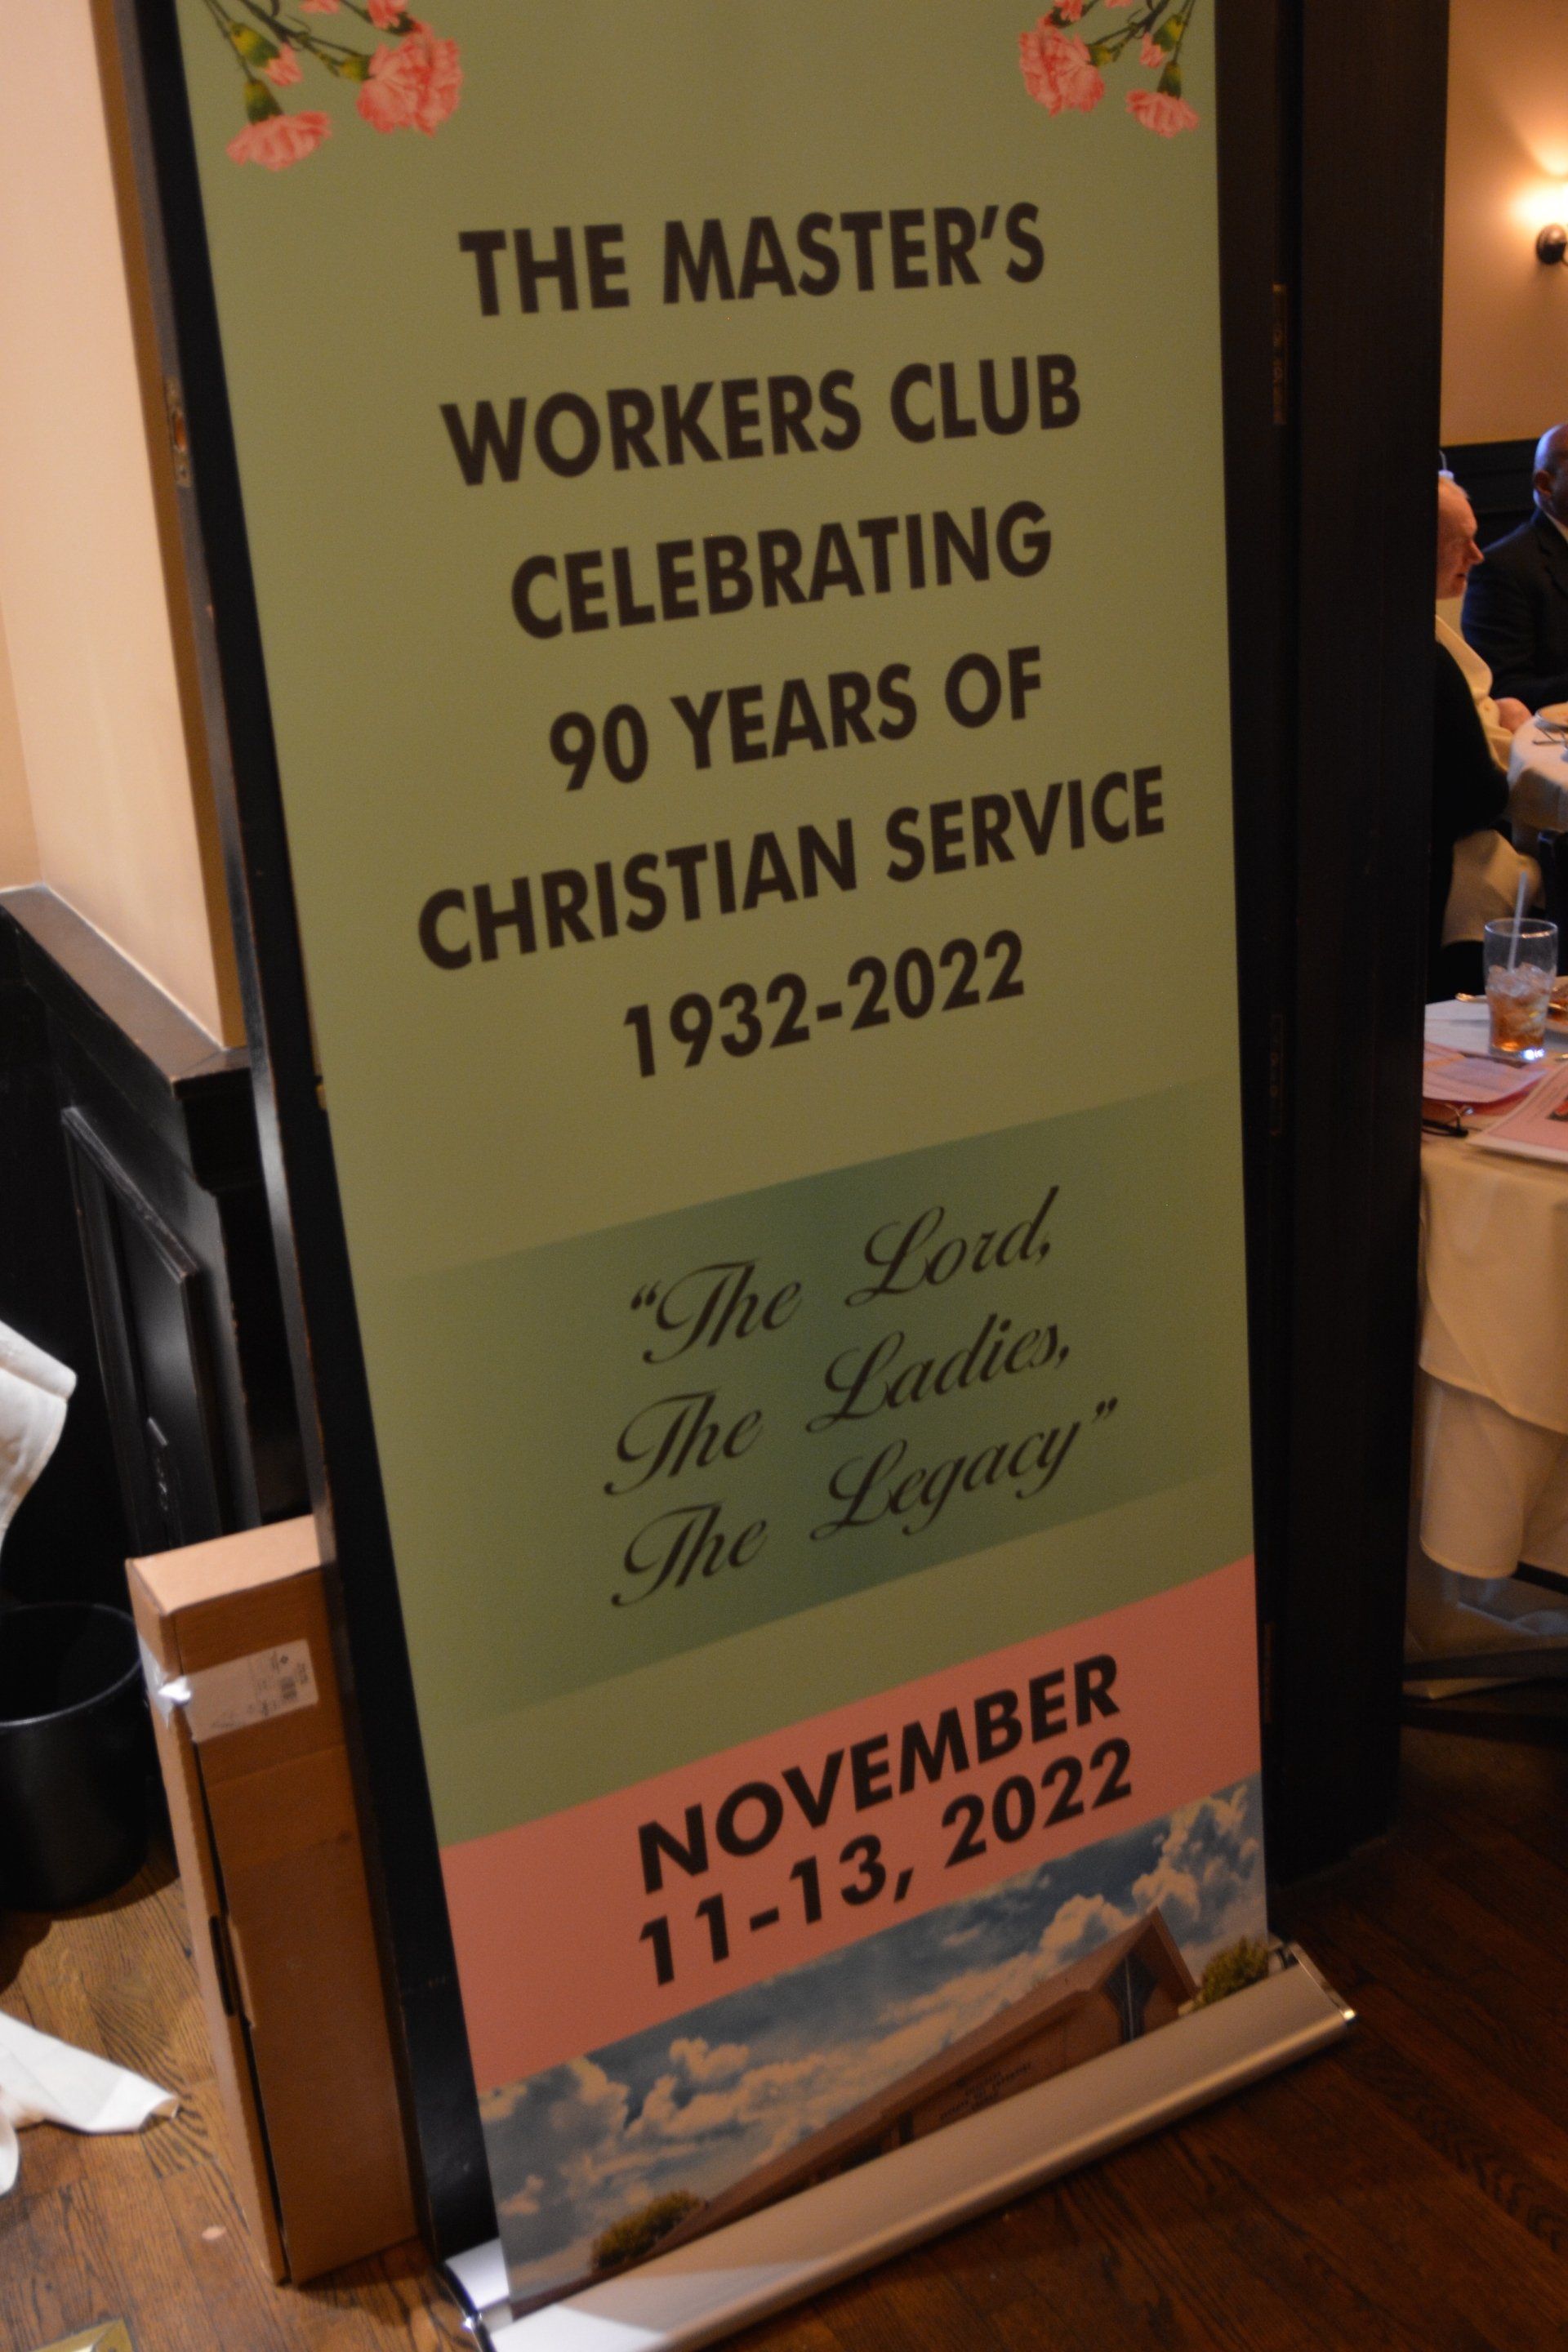 THE MASTER'S
WORKERS CLUB
CELEBRATING
90 YEARS OF
CHRISTIAN SERVICE
1932-2022
“The Lord,
The Ladies,
The Legacy”
NOVEMBER
11-13, 2022